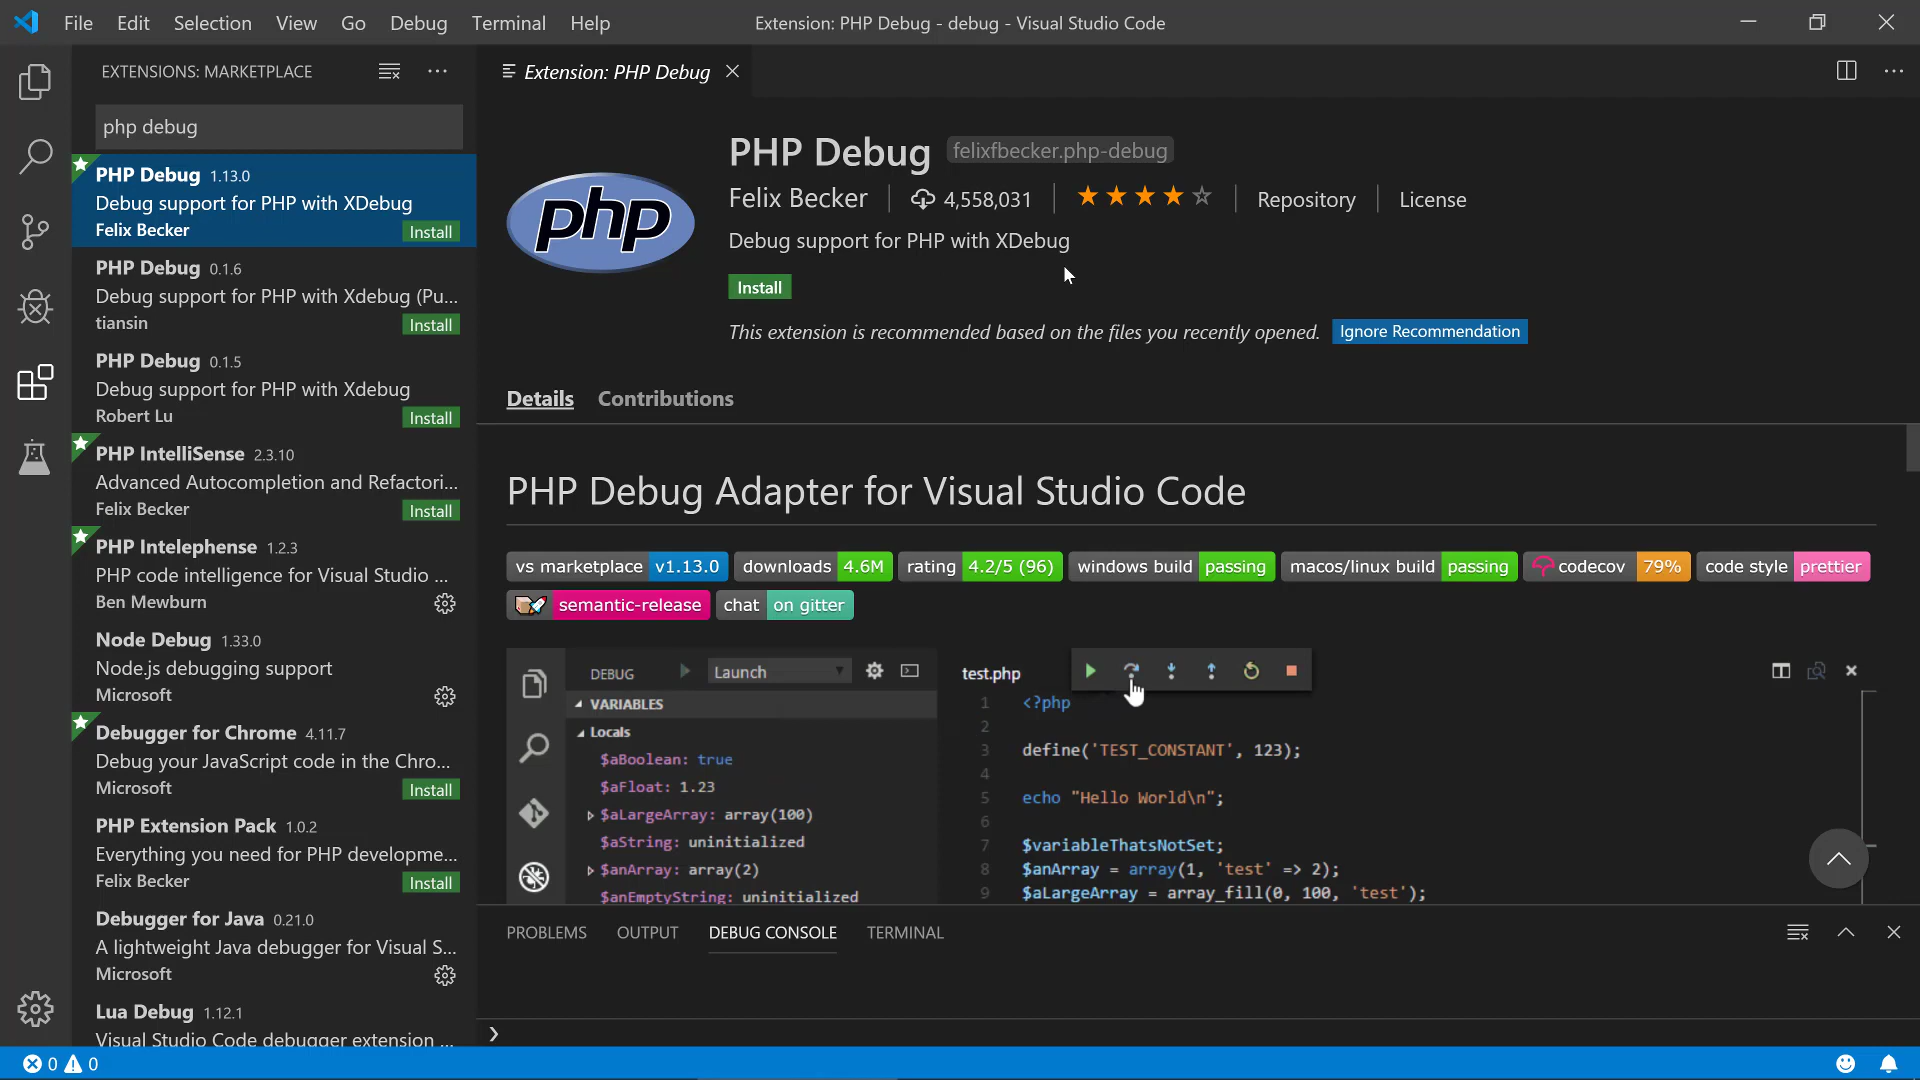 File Edit Selection View Go Debug Terminal Help
Extension: PHP Debug - debug - Visual Studio Code
EXTENSIONS: MARKETPLACE
php debug
PHP Debug 1.13.0
Debug support for PHP with XDebug
Felix Becker Install
PHP Debug 0.1.6
Debug support for PHP with Xdebug (Pu...
tiansin Install
PHP Debug 0.1.5
Debug support for PHP with Xdebug
Robert Lu Install
PHP IntelliSense 2.3.10
Advanced Autocompletion and Refactori...
Felix Becker Install
PHP Intelephense 1.2.3
PHP code intelligence for Visual Studio ...
Ben Mewburn
Node Debug 1.33.0
Node.js debugging support
Microsoft
Debugger for Chrome 4.11.7
Debug your JavaScript code in the Chro...
Microsoft Install
PHP Extension Pack 1.0.2
Everything you need for PHP developme...
Felix Becker Install
Debugger for Java 0.21.0
A lightweight Java debugger for Visual S...
Microsoft
Lua Debug 1.12.1
Visual Studio Code debugger extension ...
Extension: PHP Debug
php
PHP Debug felixfbecker.php-debug
Felix Becker 4,558,031 Repository License
Debug support for PHP with XDebug
Install
This extension is recommended based on the files you recently opened. Ignore Recommendation
Details Contributions
PHP Debug Adapter for Visual Studio Code
vs marketplace v1.13.0 downloads 4.6M rating 4.2/5 (96) windows build passing macos/linux build passing codecov 79% code style prettier
semantic-release chat on gitter
DEBUG Launch
VARIABLES
Locals
$aBoolean: true
$aFloat: 1.23
$aLargeArray: array(100)
$aString: uninitialized
$anArray: array(2)
$anEmptyString: uninitialized
test.php
1 <?php
2
3 define('TEST_CONSTANT', 123);
4
5 echo "Hello World\n";
6
7 $variableThatsNotSet;
8 $anArray = array(1, 'test' => 2);
9 $aLargeArray = array_fill(0, 100, 'test');
PROBLEMS OUTPUT DEBUG CONSOLE TERMINAL
0 0